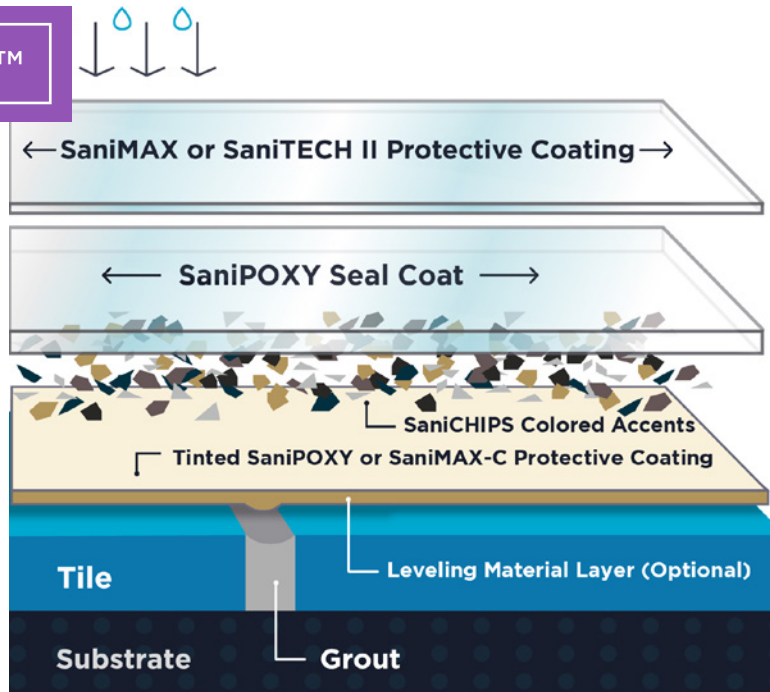 TM
SaniMAX or SaniTECH II Protective Coating
SaniPOXY Seal Coat
SaniCHIPS Colored Accents
Tinted SaniPOXY or SaniMAX-C Protective Coating
Leveling Material Layer (Optional)
Tile
Substrate
Grout